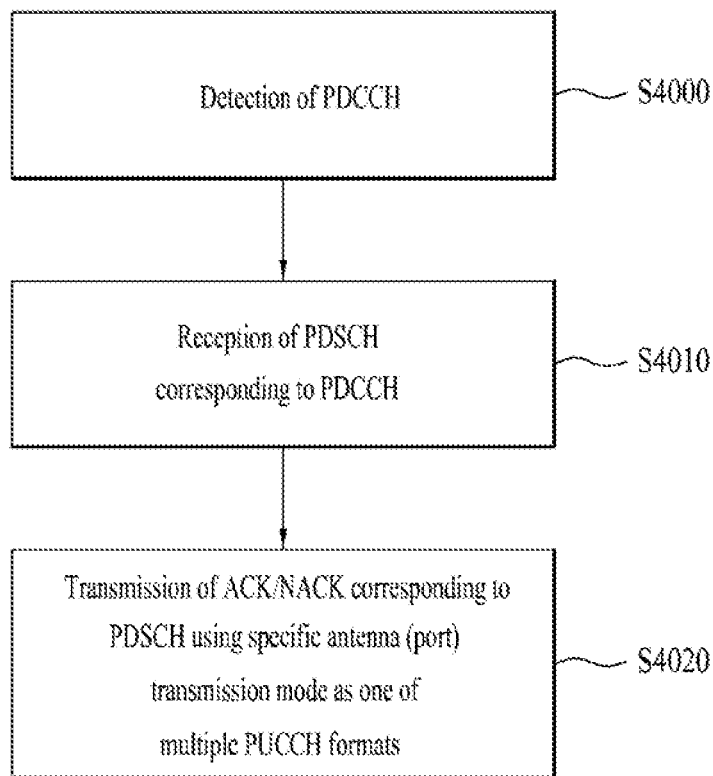 Detection of PDCCH
S4000
Reception of PDSCH
corresponding to PDCCH
S4010
Transmission of ACK/NACK corresponding to
PDSCH using specific antenna (port)
transmission mode as one of
multiple PUCCH formats
S4020